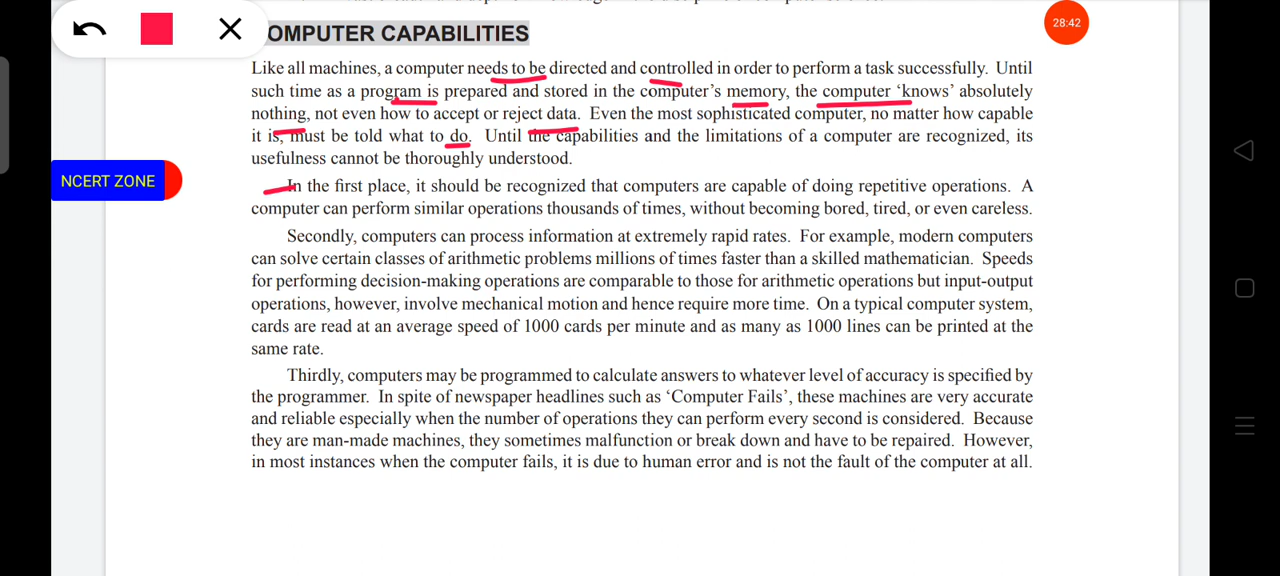 OMPUTER CAPABILITIES
28:42
Like all machines, a computer needs to be directed and controlled in order to perform a task successfully. Until
such time as a program is prepared and stored in the computer's memory, the computer ‘knows’ absolutely
nothing, not even how to accept or reject data. Even the most sophisticated computer, no matter how capable
it is, must be told what to do. Until the capabilities and the limitations of a computer are recognized, its
usefulness cannot be thoroughly understood.
NCERT ZONE
In the first place, it should be recognized that computers are capable of doing repetitive operations. A
computer can perform similar operations thousands of times, without becoming bored, tired, or even careless.
Secondly, computers can process information at extremely rapid rates. For example, modern computers
can solve certain classes of arithmetic problems millions of times faster than a skilled mathematician. Speeds
for performing decision-making operations are comparable to those for arithmetic operations but input-output
operations, however, involve mechanical motion and hence require more time. On a typical computer system,
cards are read at an average speed of 1000 cards per minute and as many as 1000 lines can be printed at the
same rate.
Thirdly, computers may be programmed to calculate answers to whatever level of accuracy is specified by
the programmer. In spite of newspaper headlines such as ‘Computer Fails’, these machines are very accurate
and reliable especially when the number of operations they can perform every second is considered. Because
they are man-made machines, they sometimes malfunction or break down and have to be repaired. However,
in most instances when the computer fails, it is due to human error and is not the fault of the computer at all.